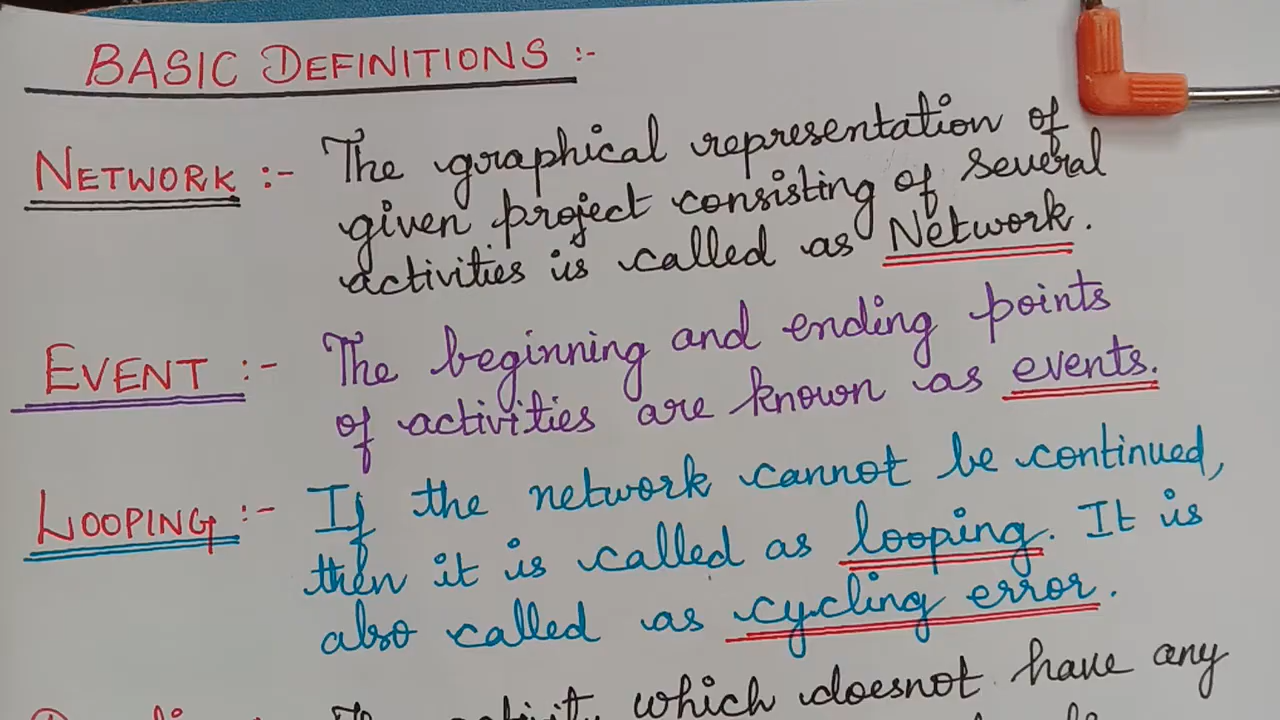 BASIC DEFINITIONS :-
NETWORK :- The graphical representation of
given project consisting of several
activities is called as Network.
EVENT :- The beginning and ending points
of activities are known as events.
LOOPING :- If the network cannot be continued,
then it is called as looping. It is
also called as cycling error.
which doesnot have any